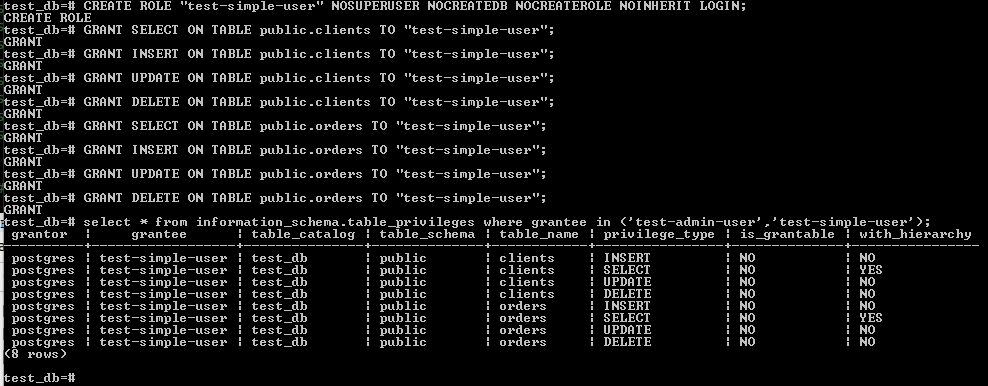 test_db=# CREATE ROLE "test-simple-user" NOSUPERUSER NOCREATEDB NOCREATEROLE NOINHERIT LOGIN;
CREATE ROLE
test_db=# GRANT SELECT ON TABLE public.clients TO "test-simple-user";
GRANT
test_db=# GRANT INSERT ON TABLE public.clients TO "test-simple-user";
GRANT
test_db=# GRANT UPDATE ON TABLE public.clients TO "test-simple-user";
GRANT
test_db=# GRANT DELETE ON TABLE public.clients TO "test-simple-user";
GRANT
test_db=# GRANT SELECT ON TABLE public.orders TO "test-simple-user";
GRANT
test_db=# GRANT INSERT ON TABLE public.orders TO "test-simple-user";
GRANT
test_db=# GRANT UPDATE ON TABLE public.orders TO "test-simple-user";
GRANT
test_db=# GRANT DELETE ON TABLE public.orders TO "test-simple-user";
GRANT
test_db=# select * from information_schema.table_privileges where grantee in ('test-admin-user','test-simple-user');
grantor | grantee | table_catalog | table_schema | table_name | privilege_type | is_grantable | with_hierarchy
postgres | test-simple-user | test_db | public | clients | INSERT | NO | NO
postgres | test-simple-user | test_db | public | clients | SELECT | NO | YES
postgres | test-simple-user | test_db | public | clients | UPDATE | NO | NO
postgres | test-simple-user | test_db | public | clients | DELETE | NO | NO
postgres | test-simple-user | test_db | public | orders | INSERT | NO | NO
postgres | test-simple-user | test_db | public | orders | SELECT | NO | YES
postgres | test-simple-user | test_db | public | orders | UPDATE | NO | NO
postgres | test-simple-user | test_db | public | orders | DELETE | NO | NO
(8 rows)
test_db=#